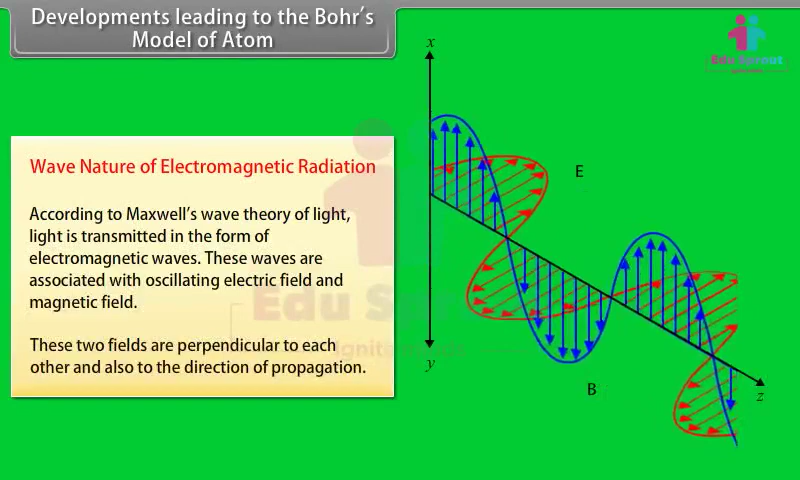 Developments leading to the Bohr's
Model of Atom
Edu Sprout
Wave Nature of Electromagnetic Radiation
According to Maxwell's wave theory of light,
light is transmitted in the form of
electromagnetic waves. These waves are
associated with oscillating electric field and
magnetic field.
These two fields are perpendicular to each
other and also to the direction of propagation.
x
E
B
y
z